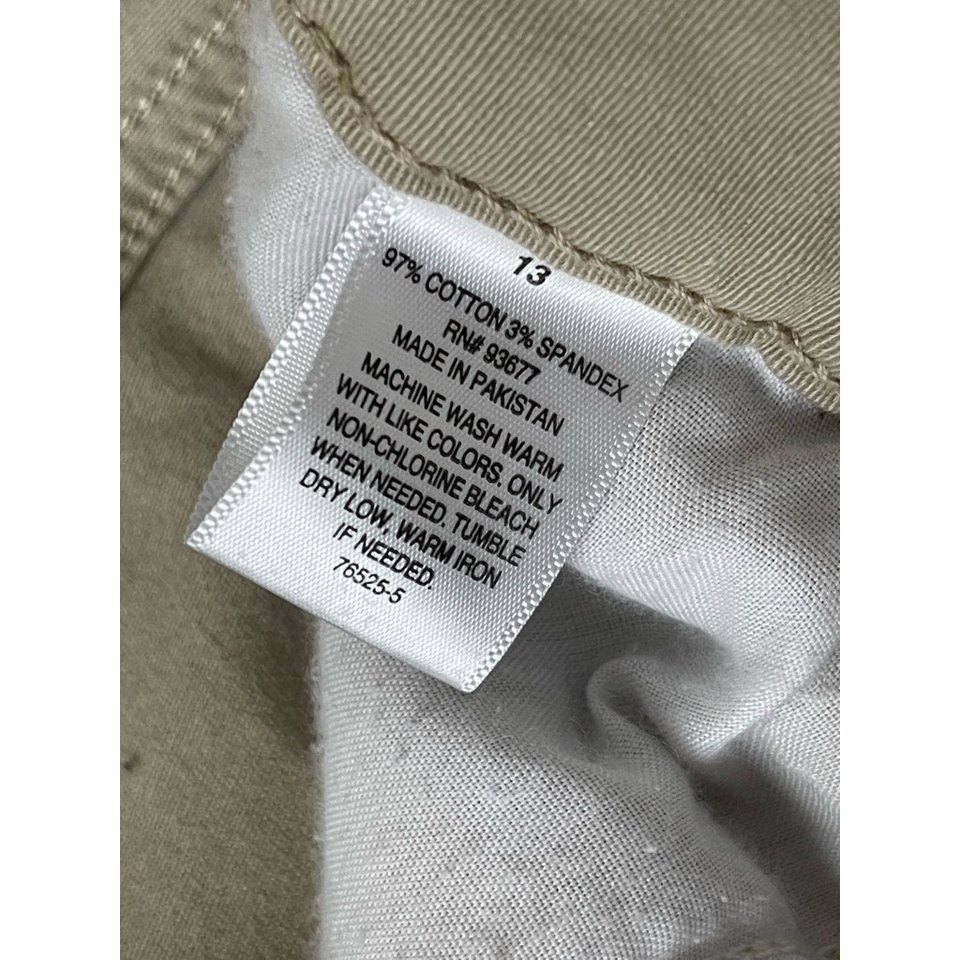 13
97% COTTON 3% SPANDEX
RN# 93677
MADE IN PAKISTAN
MACHINE WASH WARM
WITH LIKE COLORS. ONLY
NON-CHLORINE BLEACH
WHEN NEEDED. TUMBLE
DRY LOW, WARM IRON
IF NEEDED.
76525-5